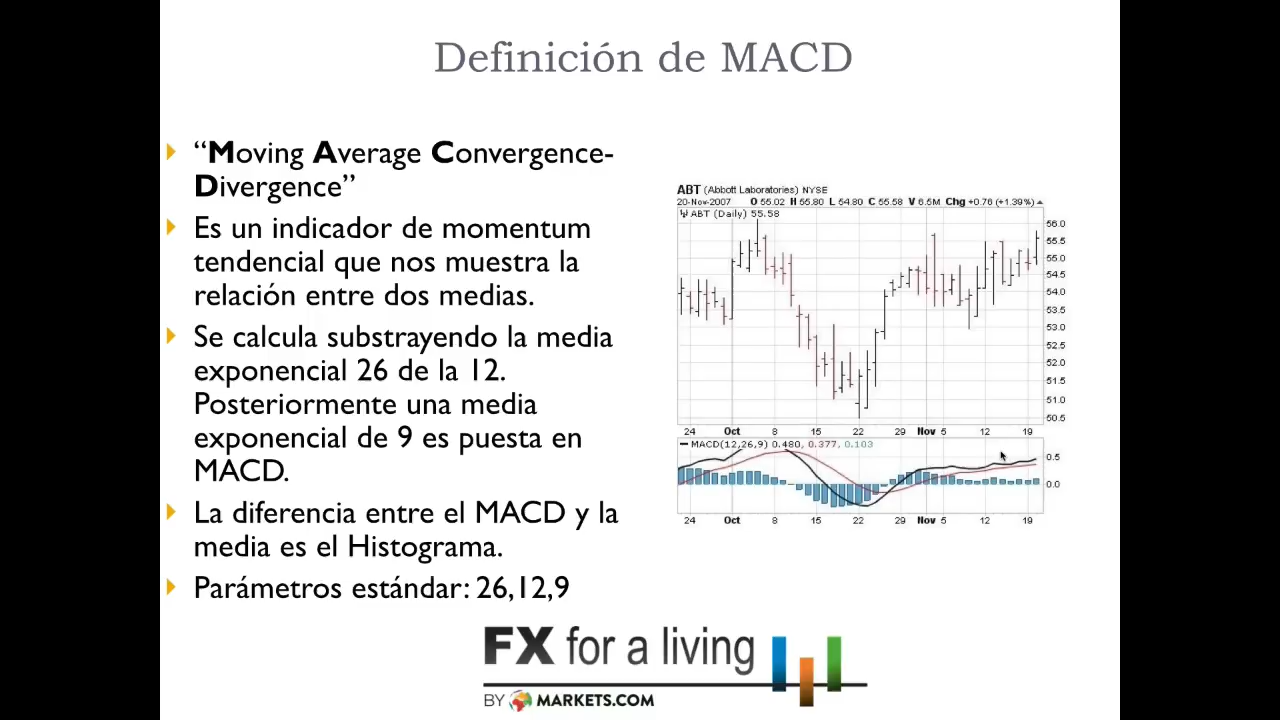 Definición de MACD
“Moving Average Convergence-
Divergence”
Es un indicador de momentum
tendencial que nos muestra la
relación entre dos medias.
Se calcula substrayendo la media
exponencial 26 de la 12.
Posteriormente una media
exponencial de 9 es puesta en
MACD.
La diferencia entre el MACD y la
media es el Histograma.
Parámetros estándar: 26,12,9
ABT (Abbott Laboratories) NYSE
20-Nov-2007 O 55.02 H 55.80 L 54.80 C 55.58 V 6.5M Chg +0.76 (+1.39%)
ABT (Daily) 55.58
56.0
55.5
55.0
54.5
54.0
53.5
53.0
52.5
52.0
51.5
51.0
50.5
24 Oct 8 15 22 29 Nov 5 12 19
MACD(12,26,9) 0.480, 0.377, 0.103
0.5
0.0
24 Oct 8 15 22 29 Nov 5 12 19
FX for a living
BY MARKETS.COM